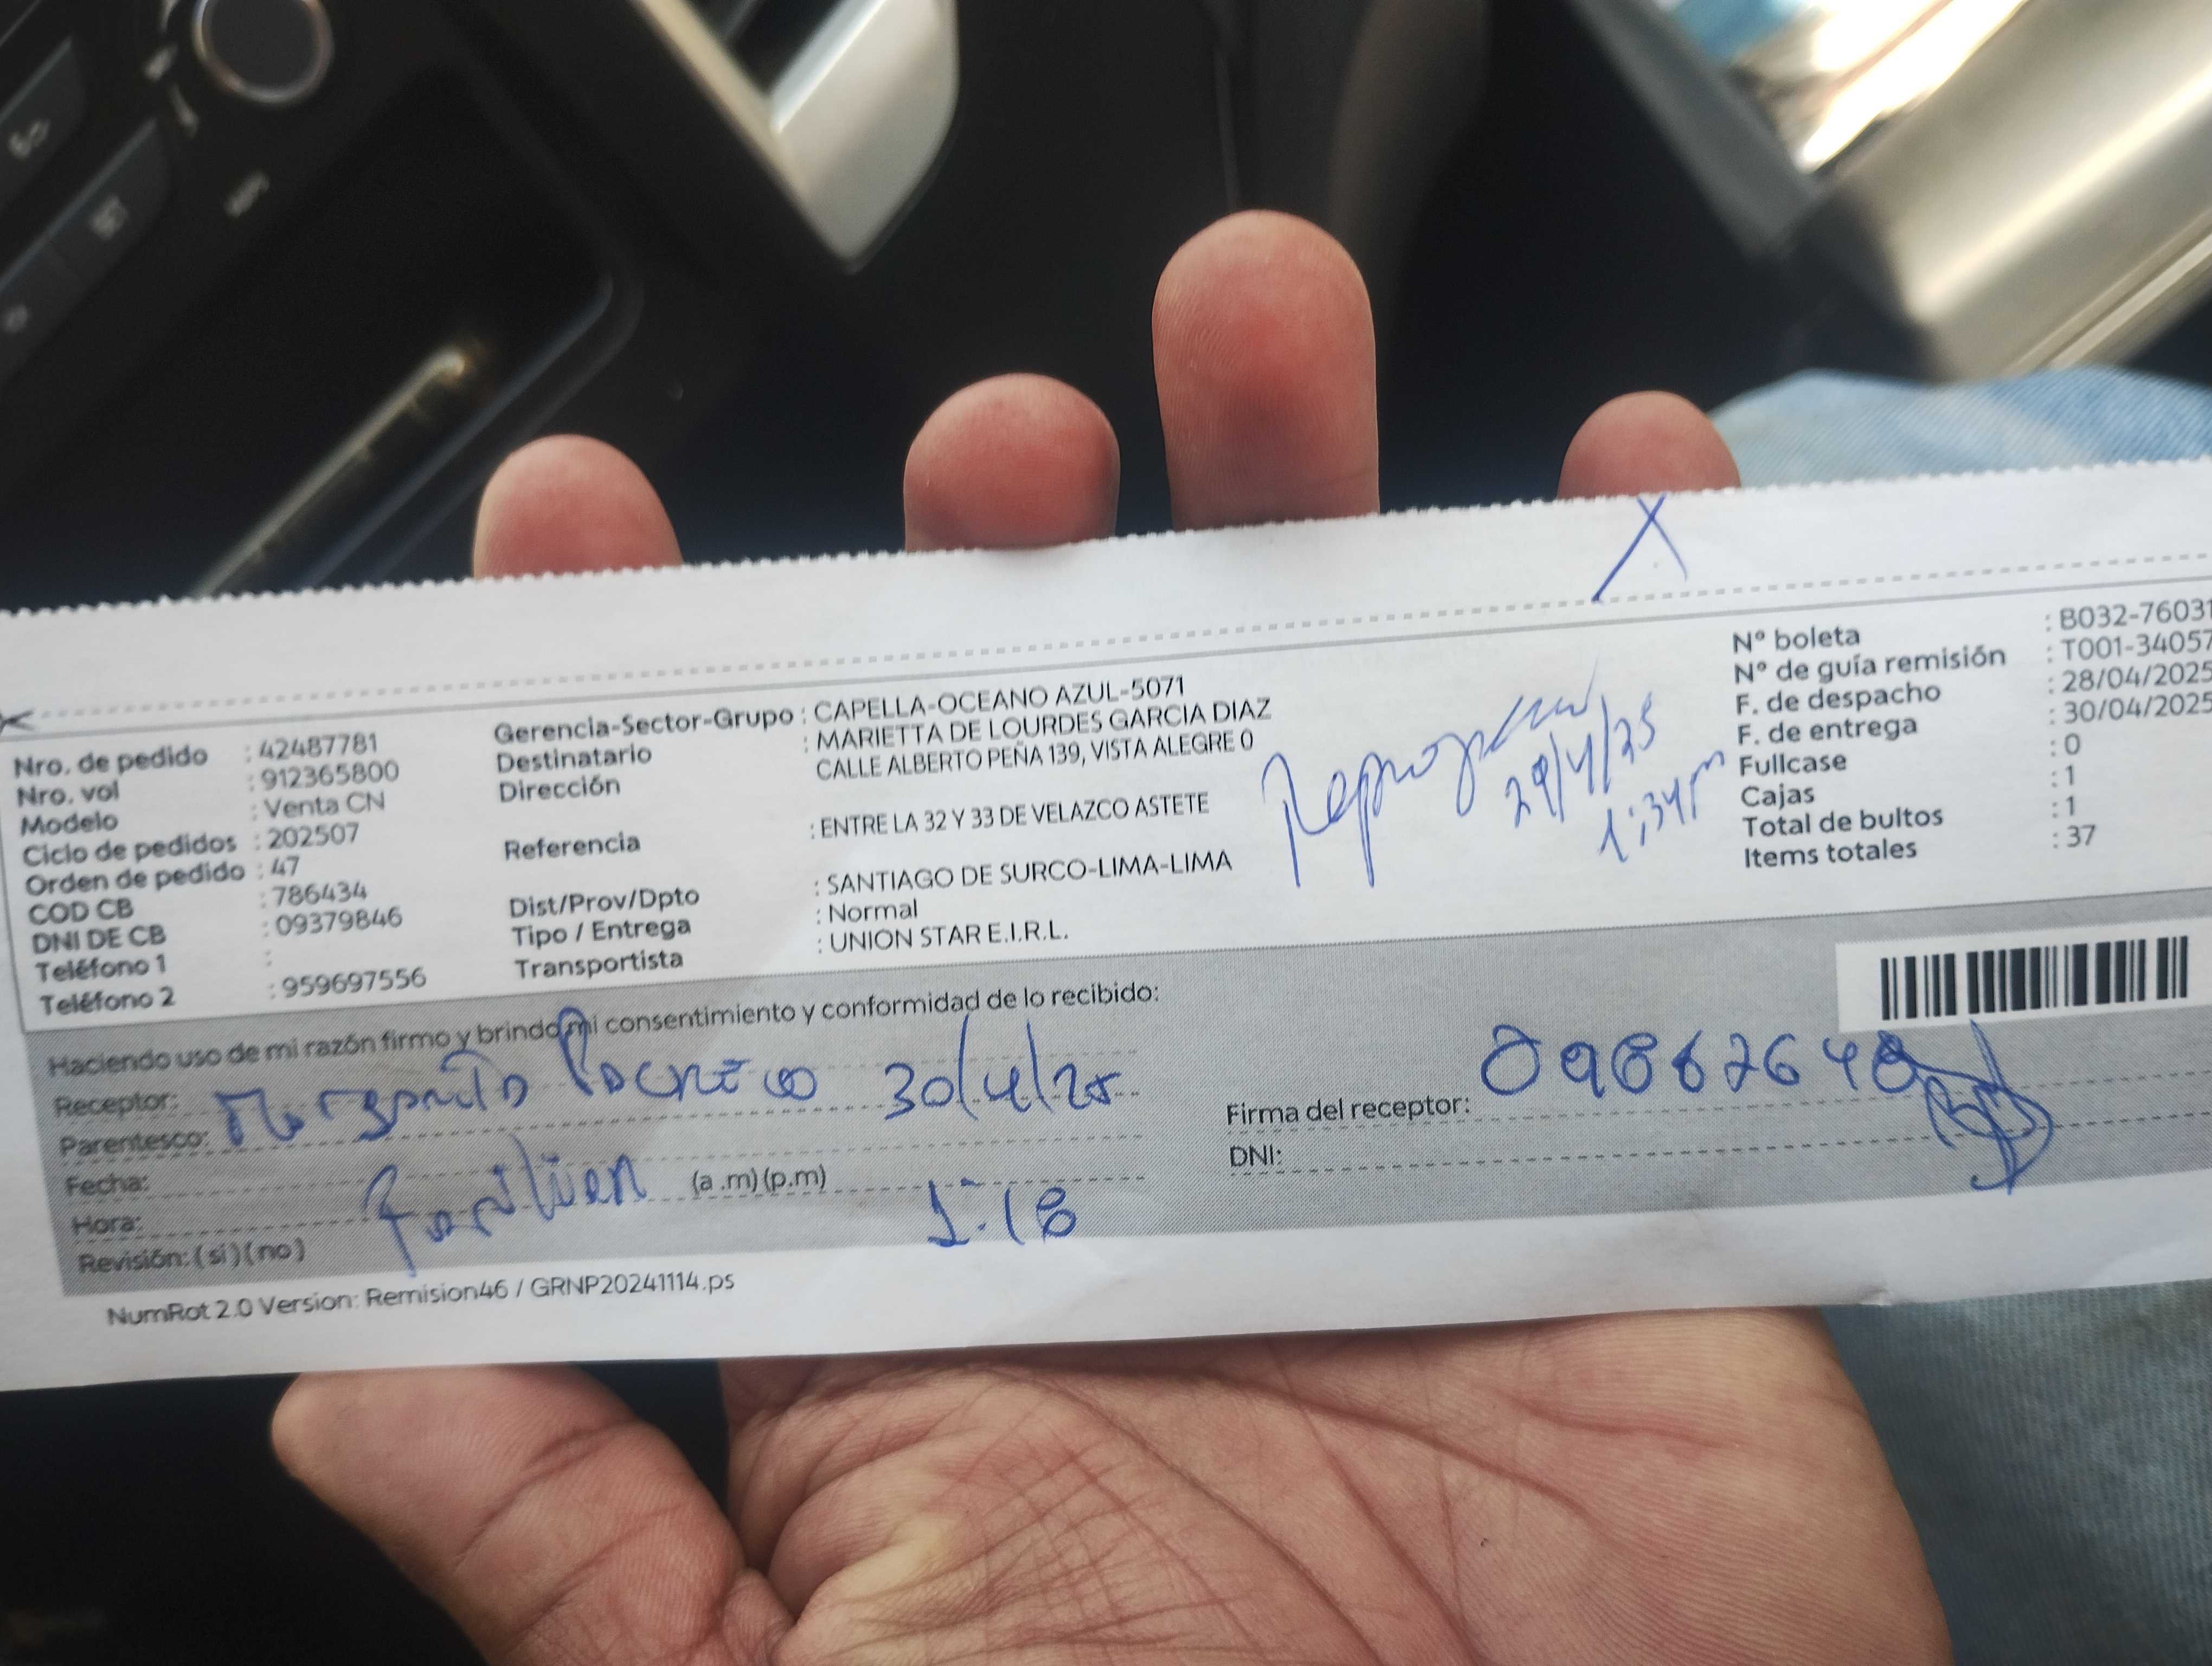 Nro. de pedido : 42487781
Nro. vol : 912365800
Modelo : Venta CN
Ciclo de pedidos : 202507
Orden de pedido : 47
COD CB : 786434
DNI DE CB : 09379846
Teléfono 1 :
Teléfono 2 : 959697556
Gerencia-Sector-Grupo : CAPELLA-OCEANO AZUL-5071
Destinatario : MARIETTA DE LOURDES GARCIA DIAZ
Dirección CALLE ALBERTO PEÑA 139, VISTA ALEGRE 0
Referencia : ENTRE LA 32 Y 33 DE VELAZCO ASTETE
Dist/Prov/Dpto : SANTIAGO DE SURCO-LIMA-LIMA
Tipo / Entrega : Normal
Transportista : UNION STAR E.I.R.L.
29/4/25
1:34pm
N° boleta : B032-76031
N° de guía remisión : T001-34057
F. de despacho : 28/04/2025
F. de entrega : 30/04/2025
Fullcase : 0
Cajas : 1
Total de bultos : 1
Items totales : 37
Haciendo uso de mi razón firmo y brindo mi consentimiento y conformidad de lo recibido:
Receptor: 30/4/25
Parentesco:
Fecha:
Hora: (a.m)(p.m) 1:18
Revisión: (si)(no)
Firma del receptor:
DNI:
NumRot 2.0 Version: Remision46 / GRNP20241114.ps